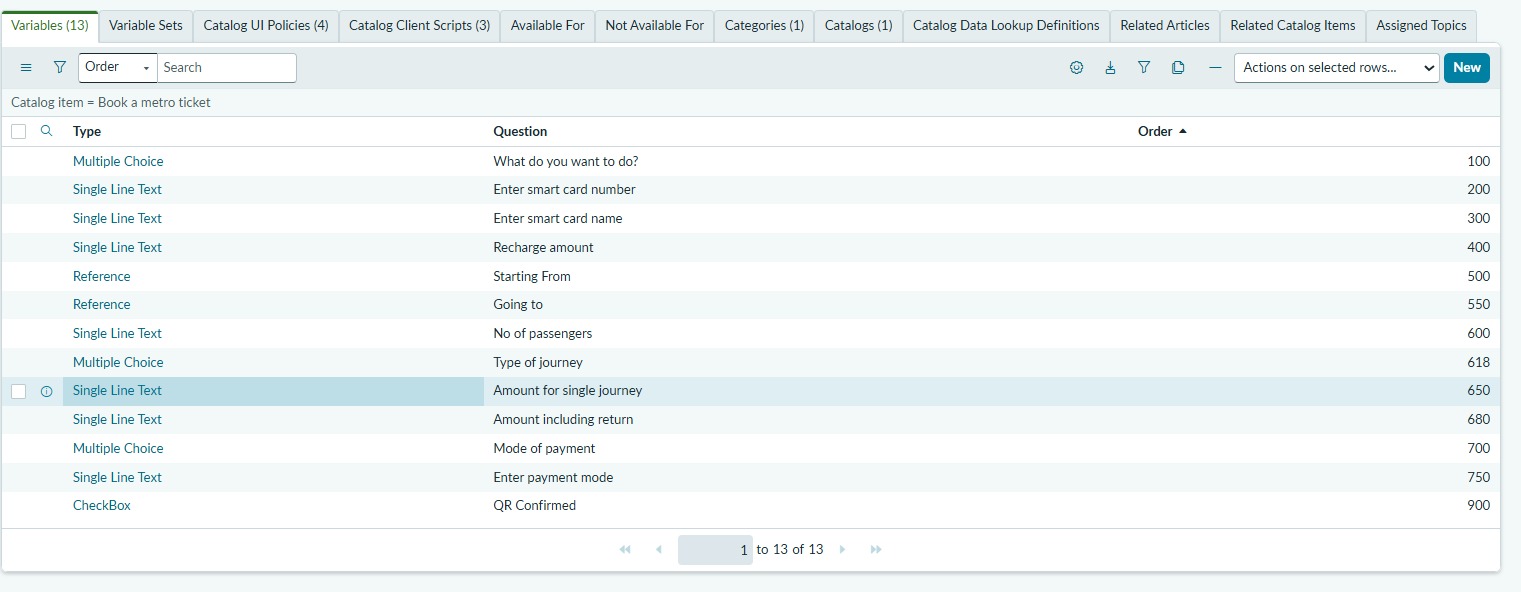 Variables (13) Variable Sets Catalog UI Policies (4) Catalog Client Scripts (3) Available For Not Available For Categories (1) Catalogs (1) Catalog Data Lookup Definitions Related Articles Related Catalog Items Assigned Topics
Order Search Actions on selected rows... New
Catalog item = Book a metro ticket
Type Question Order
Multiple Choice What do you want to do? 100
Single Line Text Enter smart card number 200
Single Line Text Enter smart card name 300
Single Line Text Recharge amount 400
Reference Starting From 500
Reference Going to 550
Single Line Text No of passengers 600
Multiple Choice Type of journey 618
Single Line Text Amount for single journey 650
Single Line Text Amount including return 680
Multiple Choice Mode of payment 700
Single Line Text Enter payment mode 750
CheckBox QR Confirmed 900
1 to 13 of 13